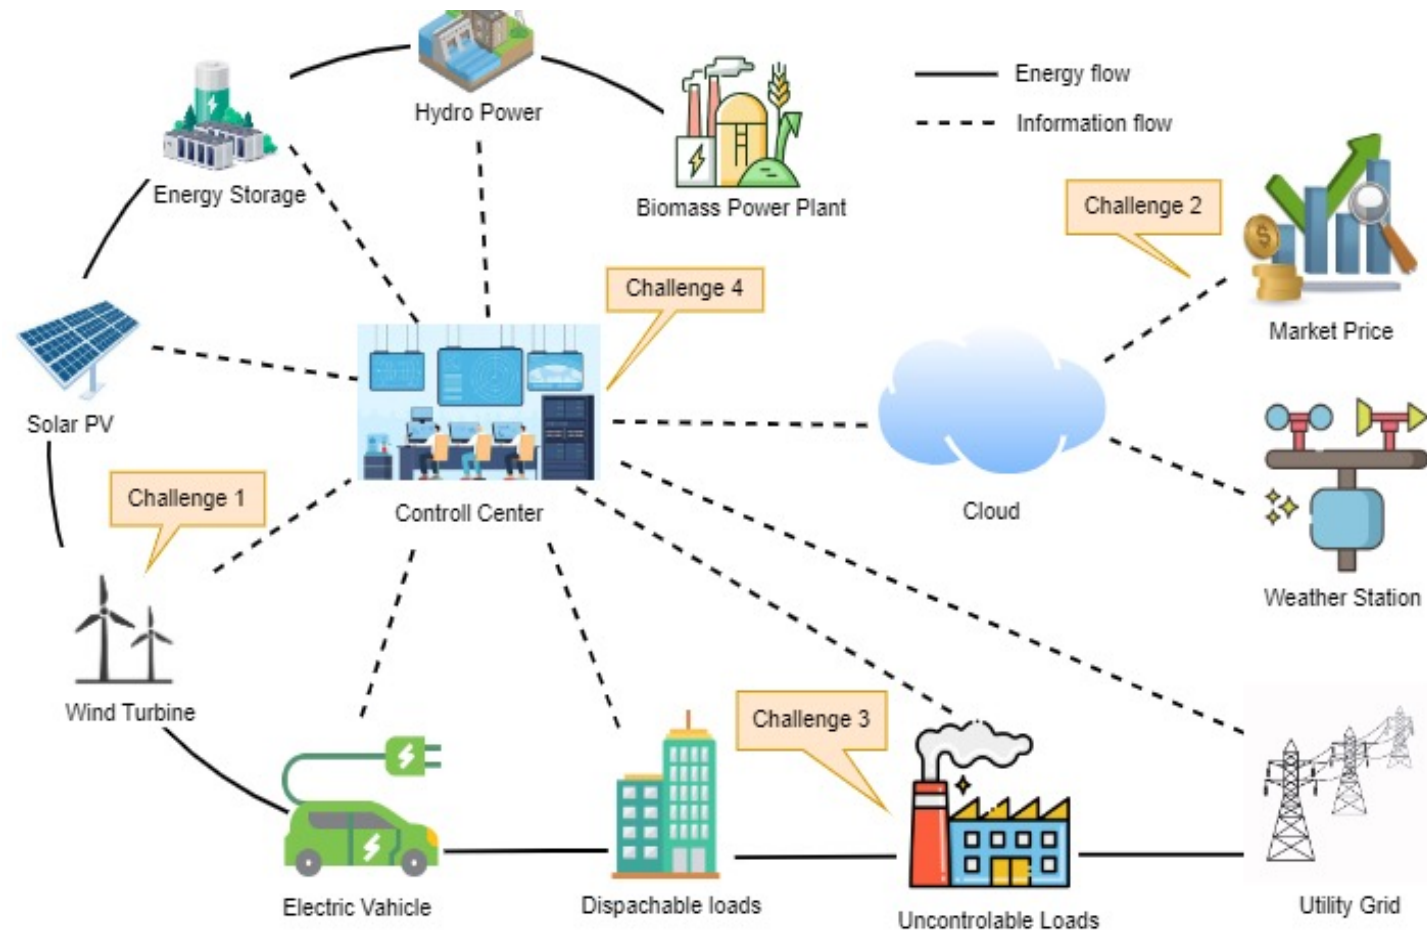 Hydro Power
Energy flow
Information flow
Energy Storage
Biomass Power Plant
Challenge 2
Challenge 4
Market Price
Solar PV
Challenge 1
Controll Center
Cloud
Weather Station
Wind Turbine
Challenge 3
Electric Vahicle
Dispachable loads
Uncontrolable Loads
Utility Grid